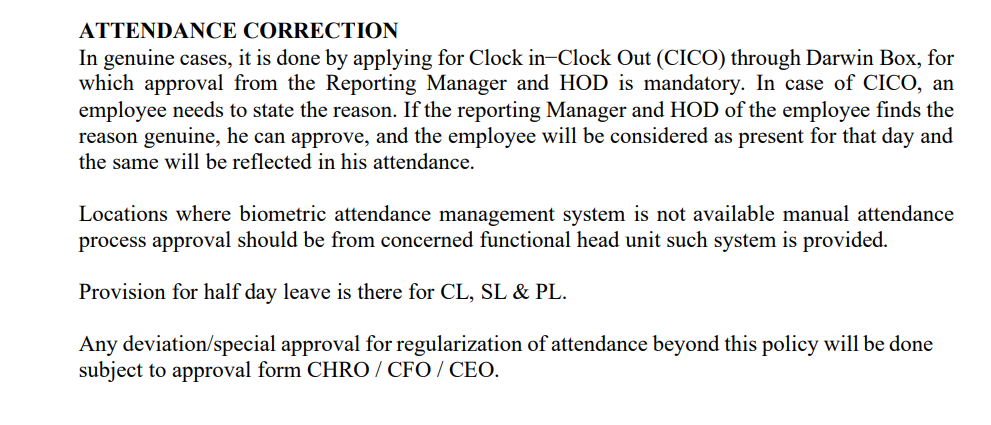 ATTENDANCE CORRECTION
In genuine cases, it is done by applying for Clock in−Clock Out (CICO) through Darwin Box, for
which approval from the Reporting Manager and HOD is mandatory. In case of CICO, an
employee needs to state the reason. If the reporting Manager and HOD of the employee finds the
reason genuine, he can approve, and the employee will be considered as present for that day and
the same will be reflected in his attendance.
Locations where biometric attendance management system is not available manual attendance
process approval should be from concerned functional head unit such system is provided.
Provision for half day leave is there for CL, SL & PL.
Any deviation/special approval for regularization of attendance beyond this policy will be done
subject to approval form CHRO / CFO / CEO.